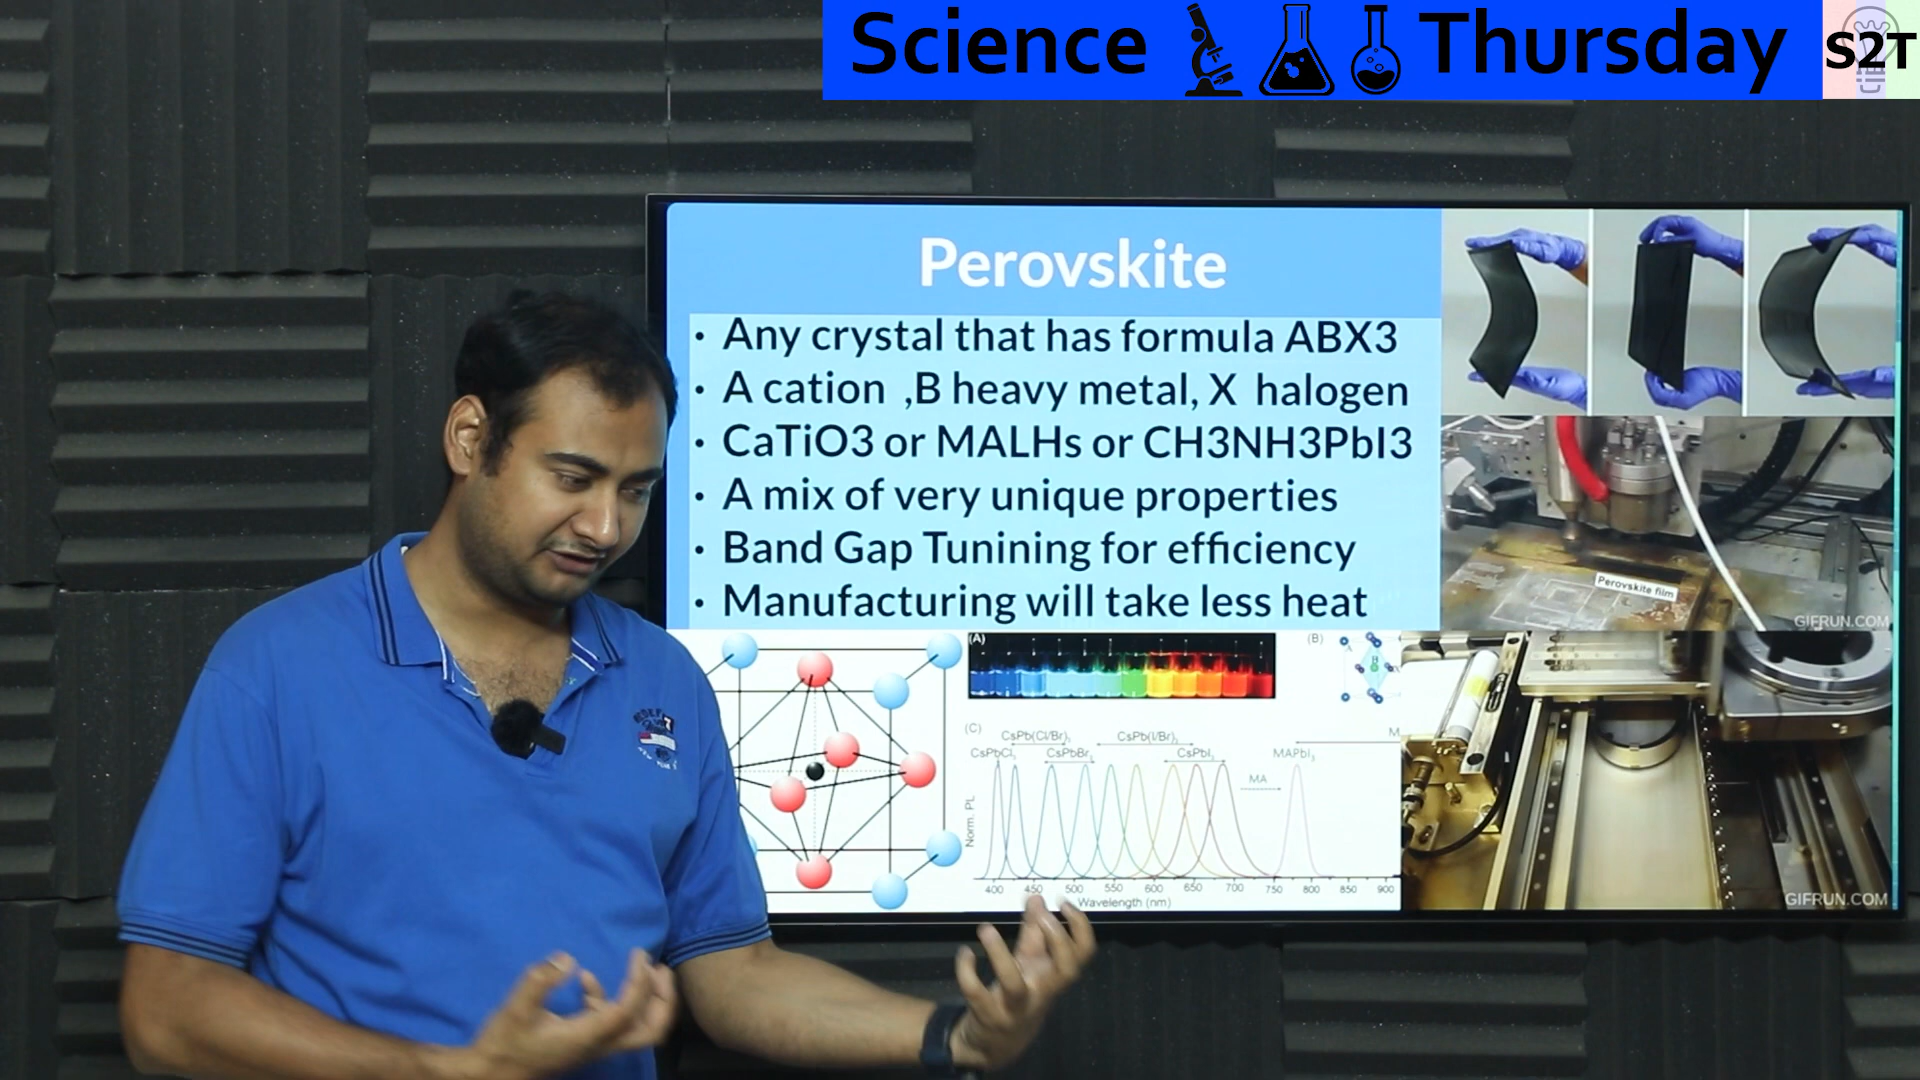 Science Thursday
S2T
Perovskite
• Any crystal that has formula ABX3
• A cation ,B heavy metal, X halogen
• CaTiO3 or MALHs or CH3NH3PbI3
• A mix of very unique properties
• Band Gap Tunining for efficiency
• Manufacturing will take less heat
Perovskite film
GIFRUN.COM
(A)
(B)
(C)
CsPb(Cl/Br)3
CsPb(I/Br)3
CsPbCl3
CsPbBr3
CsPbI3
MAPbI3
M
MA
Norm. PL
400 450 500 550 600 650 700 750 800 850 900
Wavelength (nm)
GIFRUN.COM